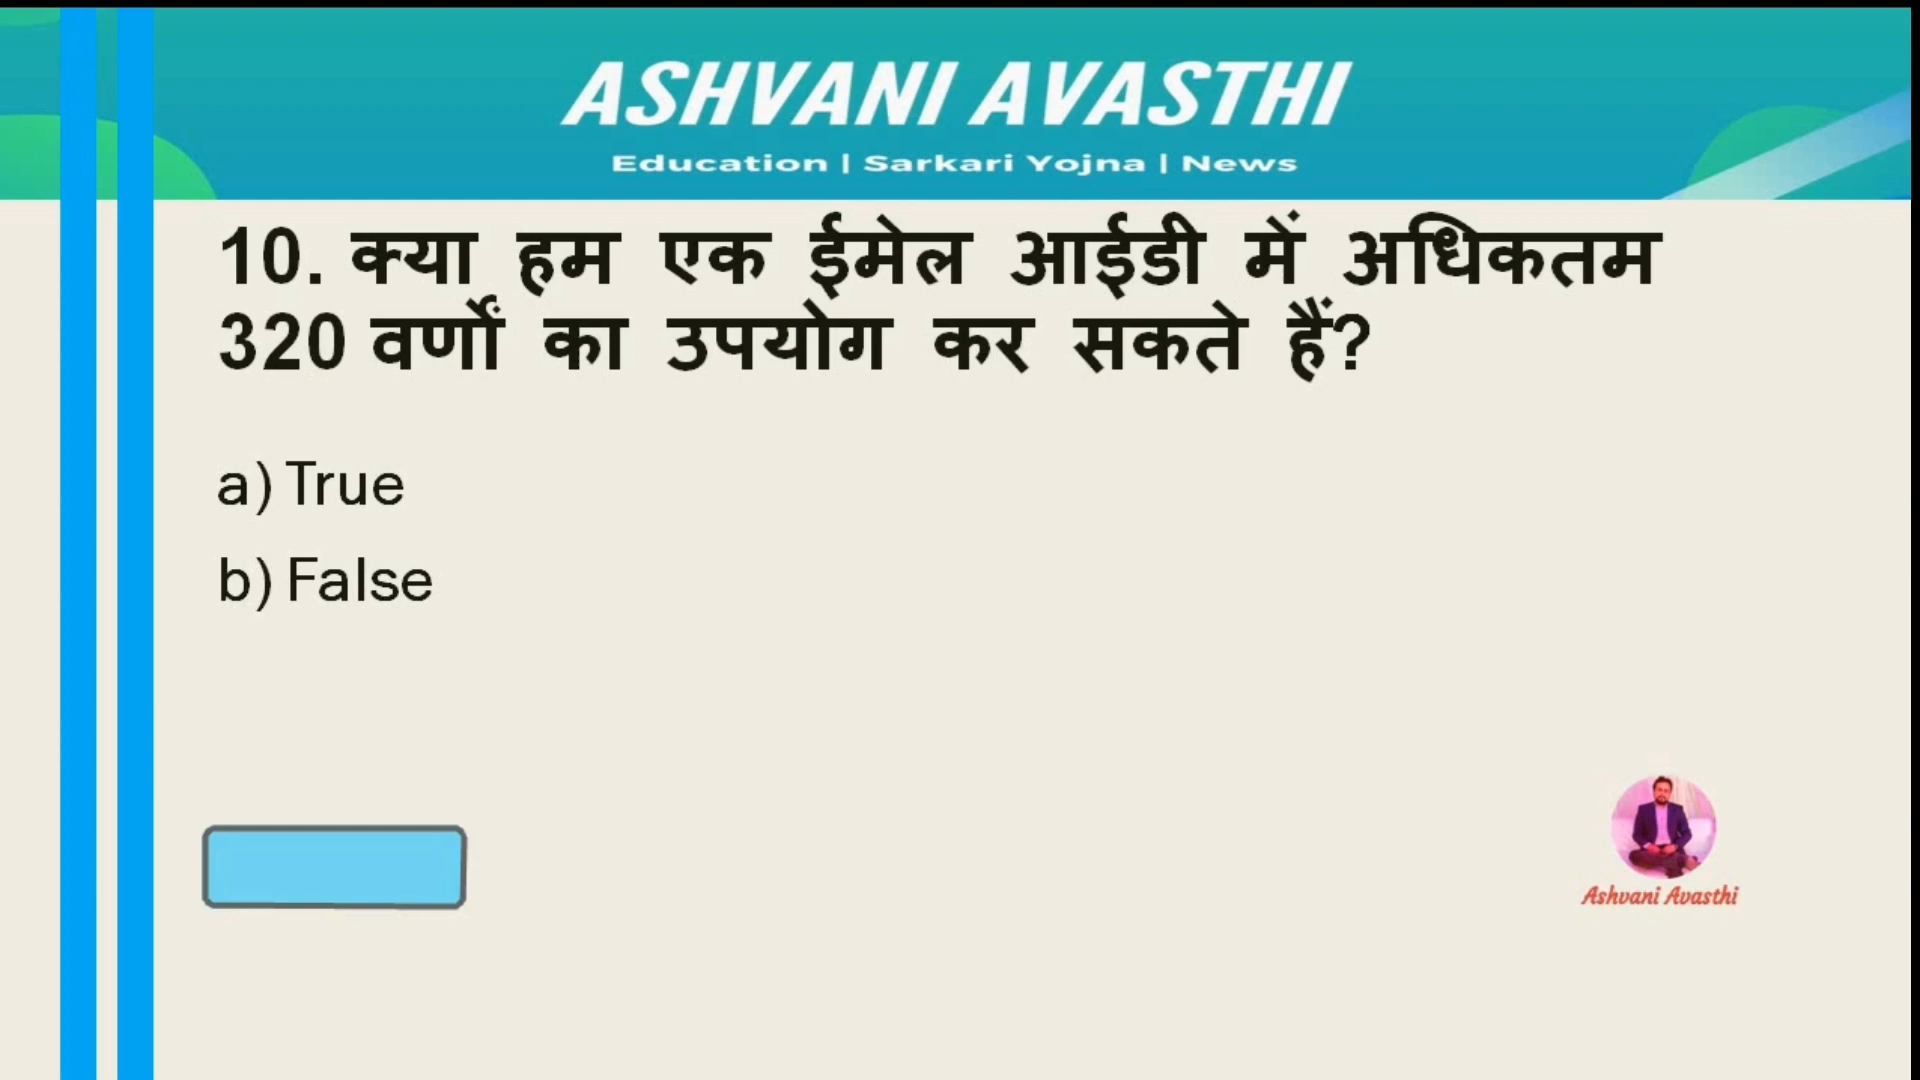 ASHVANI AVASTHI
Education | Sarkari Yojna | News
10. क्या हम एक ईमेल आईडी में अधिकतम
320 वर्णों का उपयोग कर सकते हैं?
a) True
b) False
Ashvani Avasthi